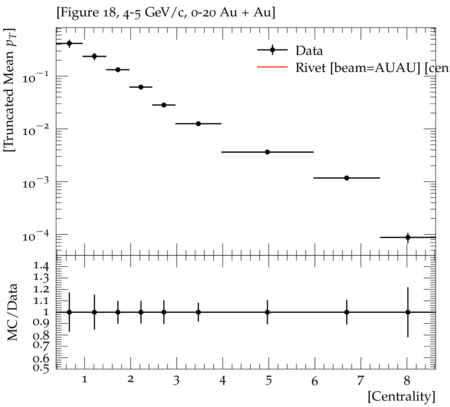 [Figure 18, 4-5 GeV/c, 0-20 Au + Au]
[Truncated Mean pT]
10−1
10−2
10−3
10−4
Data
Rivet [beam=AUAU] [cen
MC/Data
1.4
1.3
1.2
1.1
1
0.9
0.8
0.7
0.6
0.5
1 2 3 4 5 6 7 8
[Centrality]